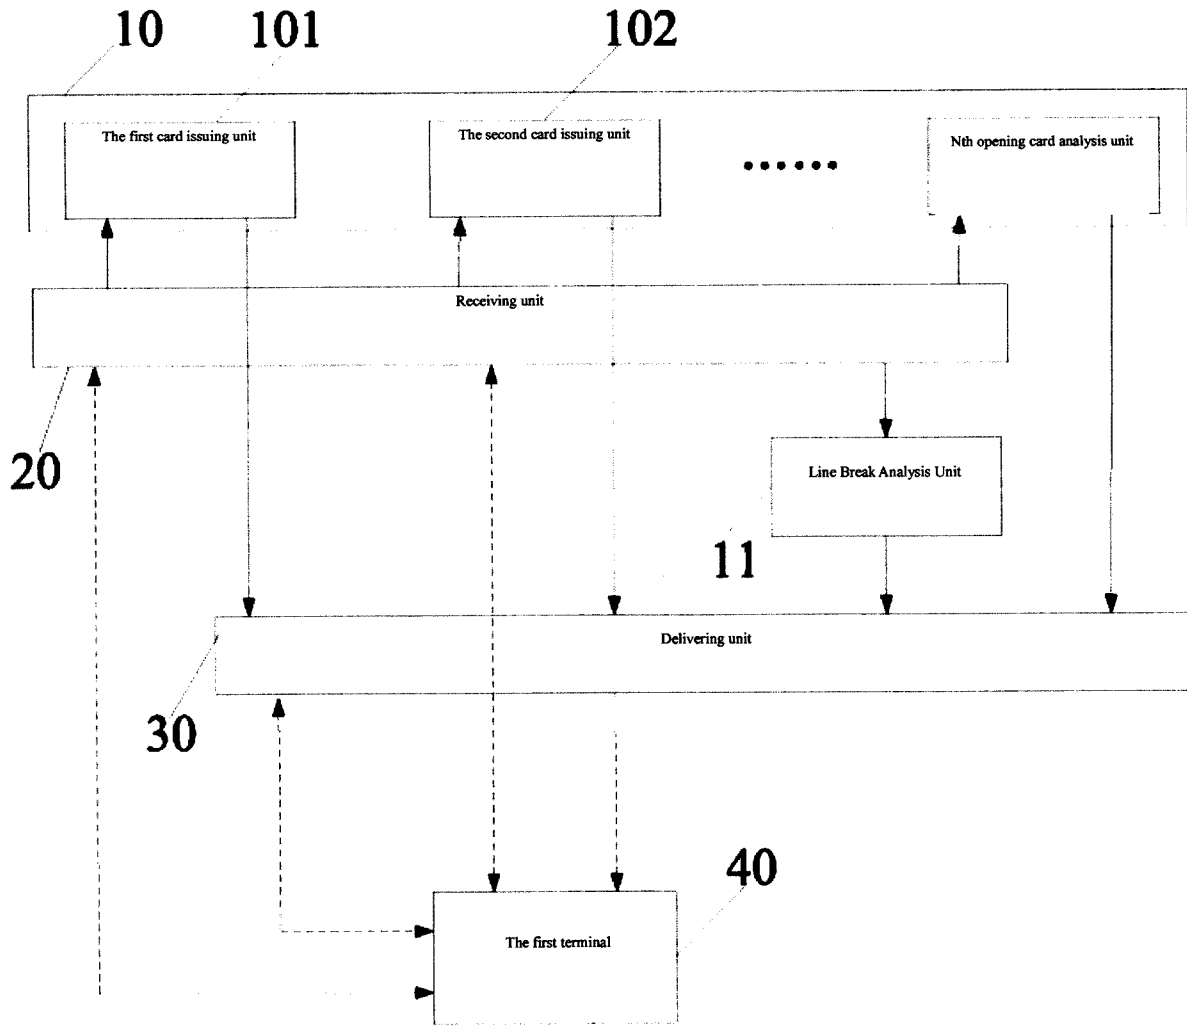 10
101
102
The first card issuing unit
The second card issuing unit
Nth opening card analysis unit
Receiving unit
20
Line Break Analysis Unit
11
Delivering unit
30
40
The first terminal